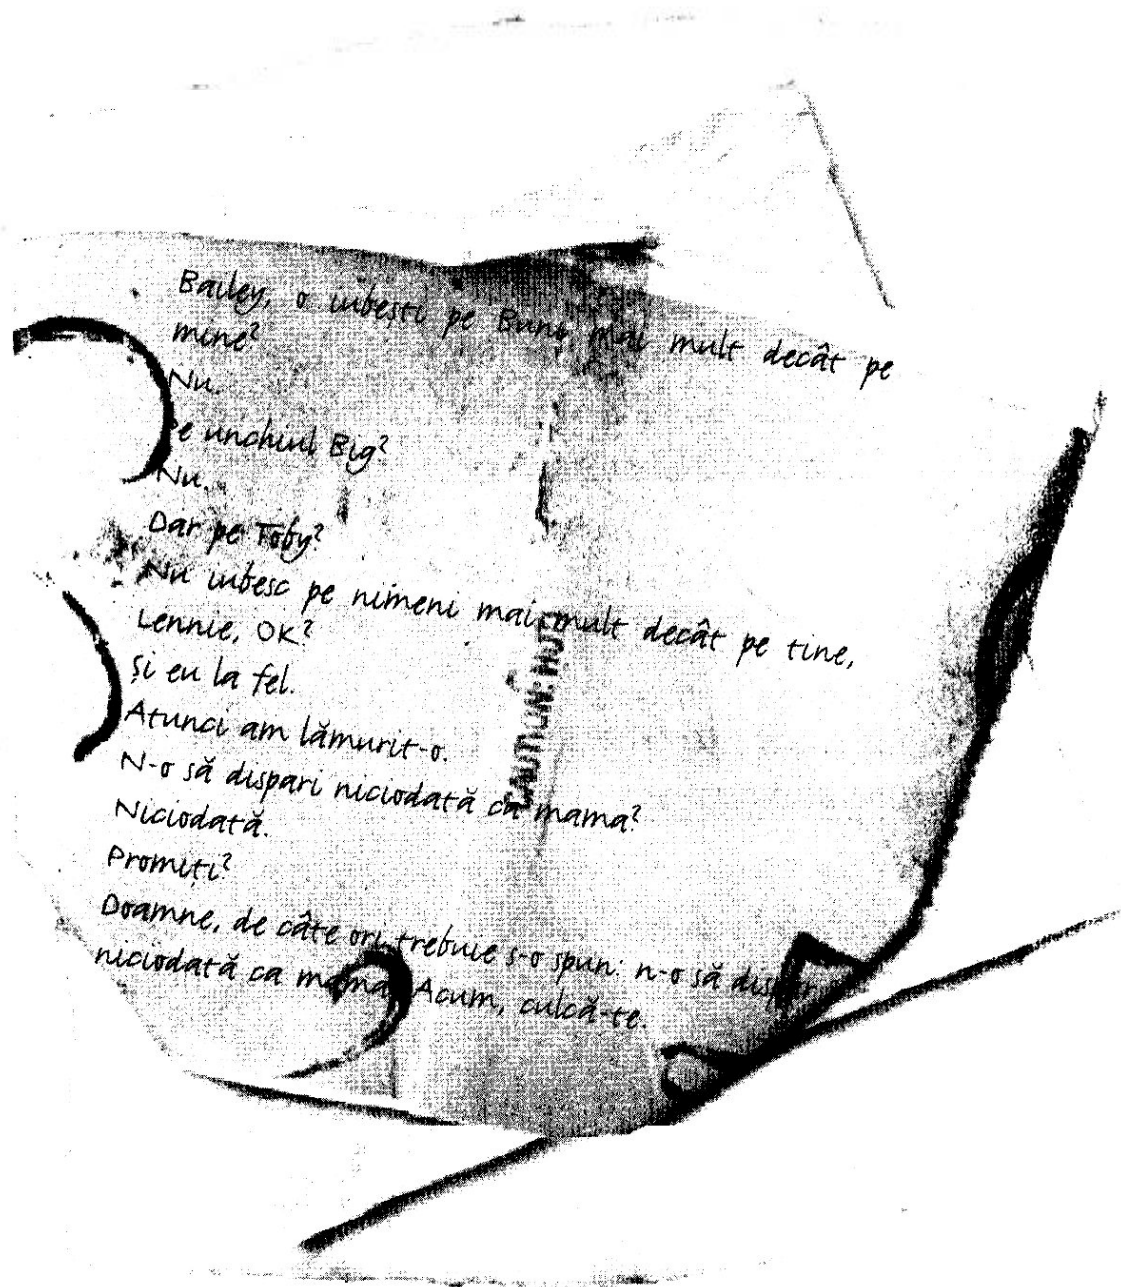 Bailey, o iubești pe Buni mai mult decât pe
mine?
Nu.
Pe unchiul Big?
Nu.
Dar pe Toby?
Nu iubesc pe nimeni mai mult decât pe tine,
Lennie, OK?
Și eu la fel.
Atunci am lămurit-o.
N-o să dispari niciodată ca mama?
Niciodată.
Promiți?
Doamne, de câte ori trebuie s-o spun: n-o să dispar
niciodată ca mama. Acum, culcă-te.
CAUTION: HOT